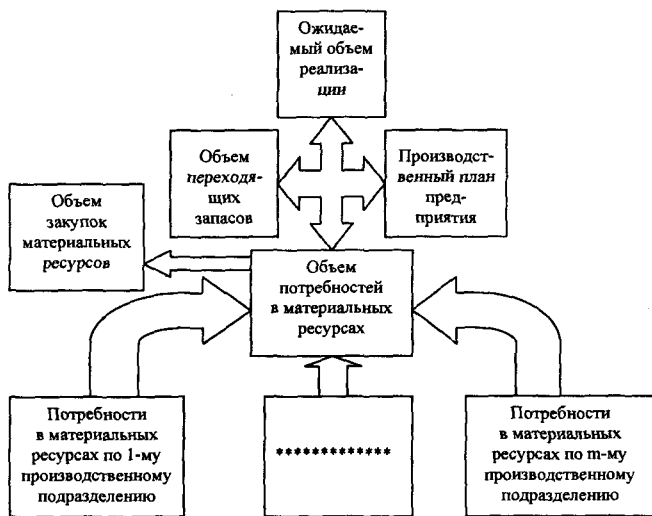 Ожидае-
мый объем
реализа-
ции
Объем
переходя-
щих
запасов
Производст-
венный план
пред-
приятия
Объем
закупок
материальных
ресурсов
Объем
потребностей
в материальных
ресурсах
Потребности
в материальных
ресурсах по 1-му
производственному
подразделению
*************
Потребности
в материальных
ресурсах по m-му
производственному
подразделению